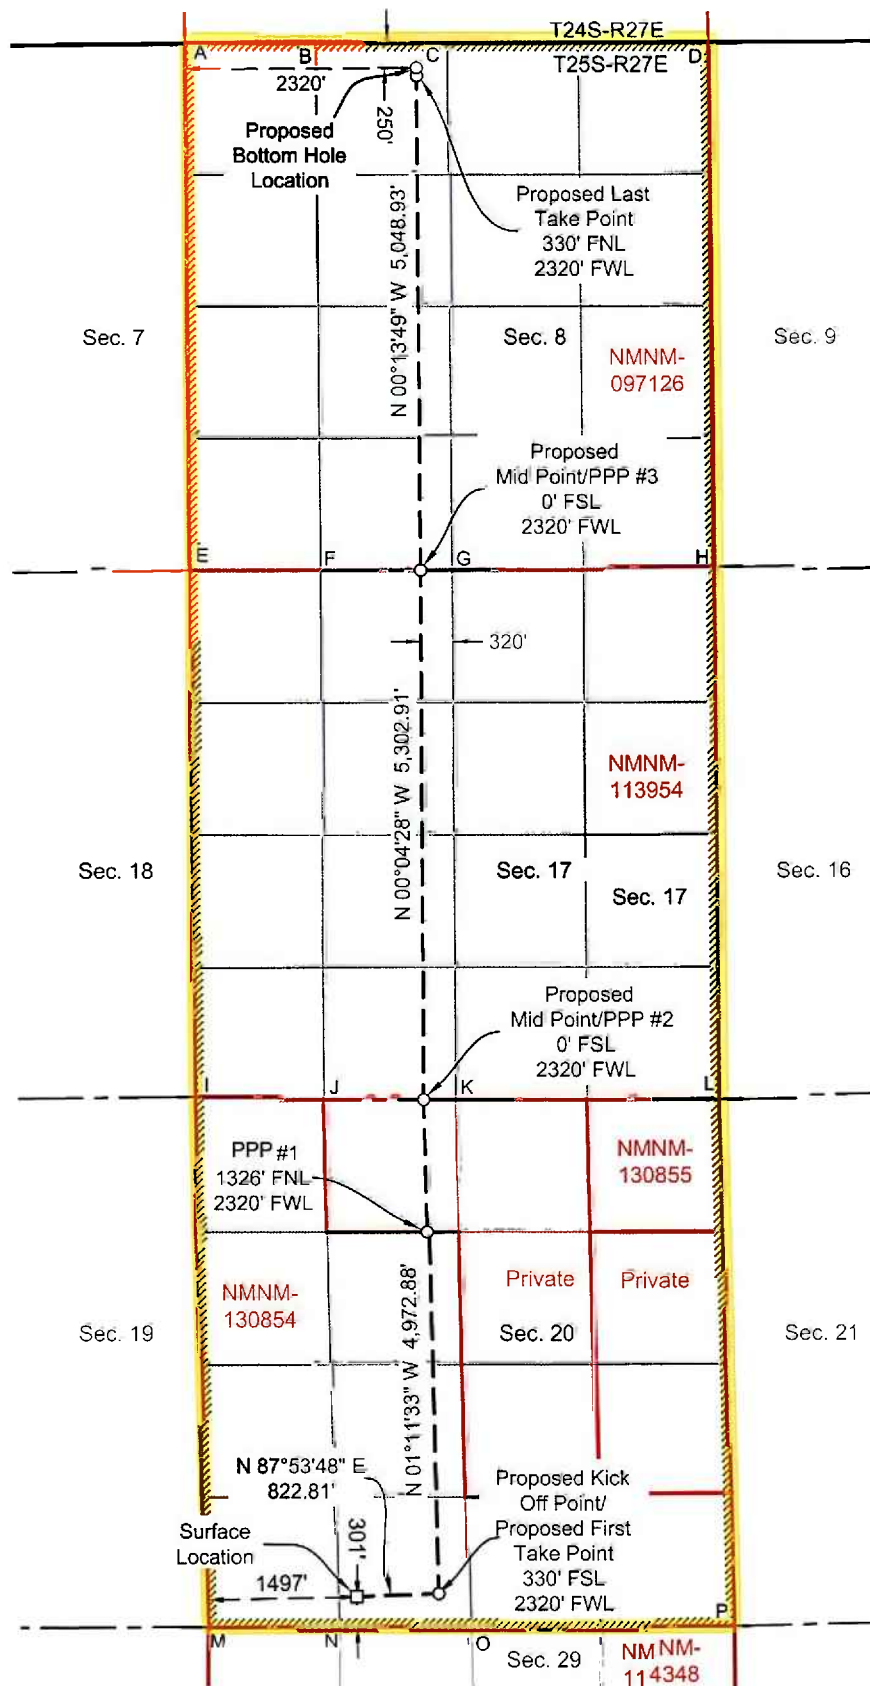 T24S-R27E
A B C D
T25S-R27E
2320'
250'
Proposed
Bottom Hole
Location
Proposed Last
Take Point
330' FNL
2320' FWL
N 00°13'49" W 5,048.93'
Sec. 7
Sec. 8
Sec. 9
NMNM-
097126
Proposed
Mid Point/PPP #3
0' FSL
2320' FWL
E F G H
320'
N 00°04'28" W 5,302.91'
NMNM-
113954
Sec. 18
Sec. 17
Sec. 17
Sec. 16
Proposed
Mid Point/PPP #2
0' FSL
2320' FWL
I J K L
PPP #1
1326' FNL
2320' FWL
NMNM-
130855
NMNM-
130854
Private
Private
Sec. 19
Sec. 20
Sec. 21
N 01°11'33" W 4,972.88'
N 87°53'48" E
822.81'
Proposed Kick
Off Point/
Proposed First
Take Point
330' FSL
2320' FWL
Surface
Location
301'
1497'
M N O P
Sec. 29
NMNM-
114348